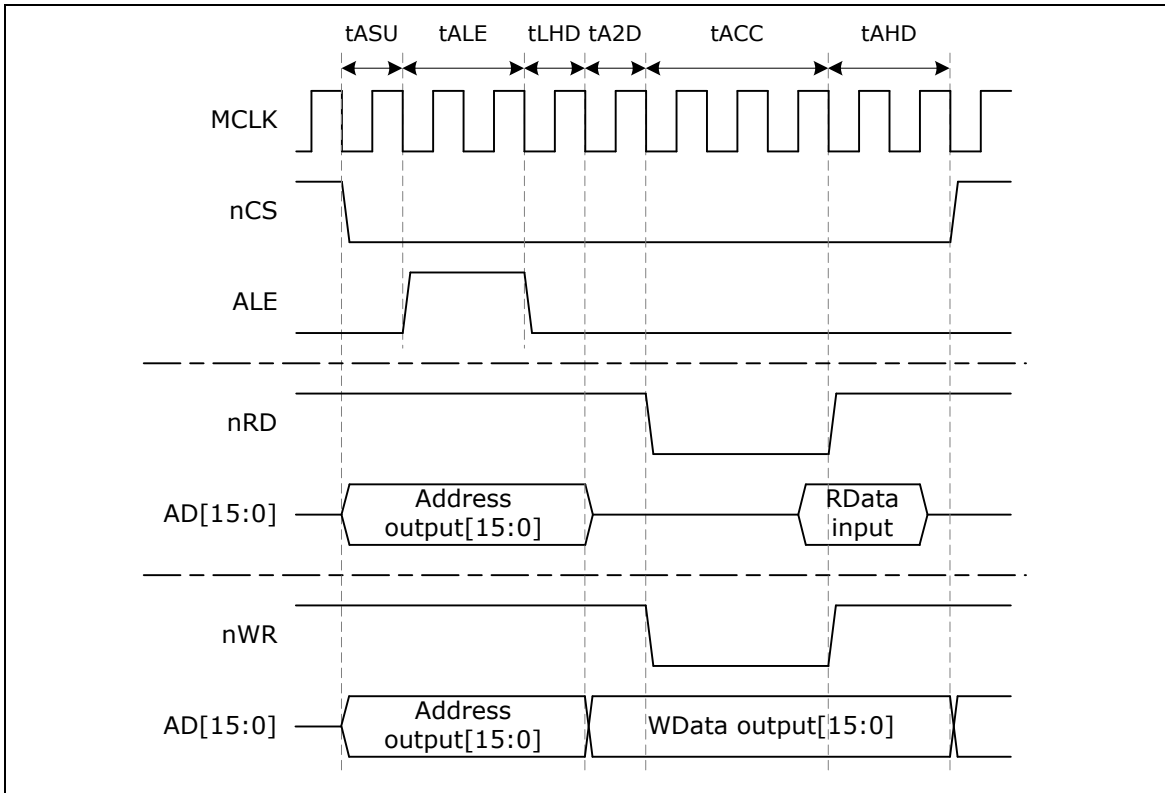 tASU tALE tLHD tA2D tACC tAHD
MCLK
nCS
ALE
nRD
AD[15:0]
Address
output[15:0]
RData
input
nWR
AD[15:0]
Address
output[15:0]
WData output[15:0]